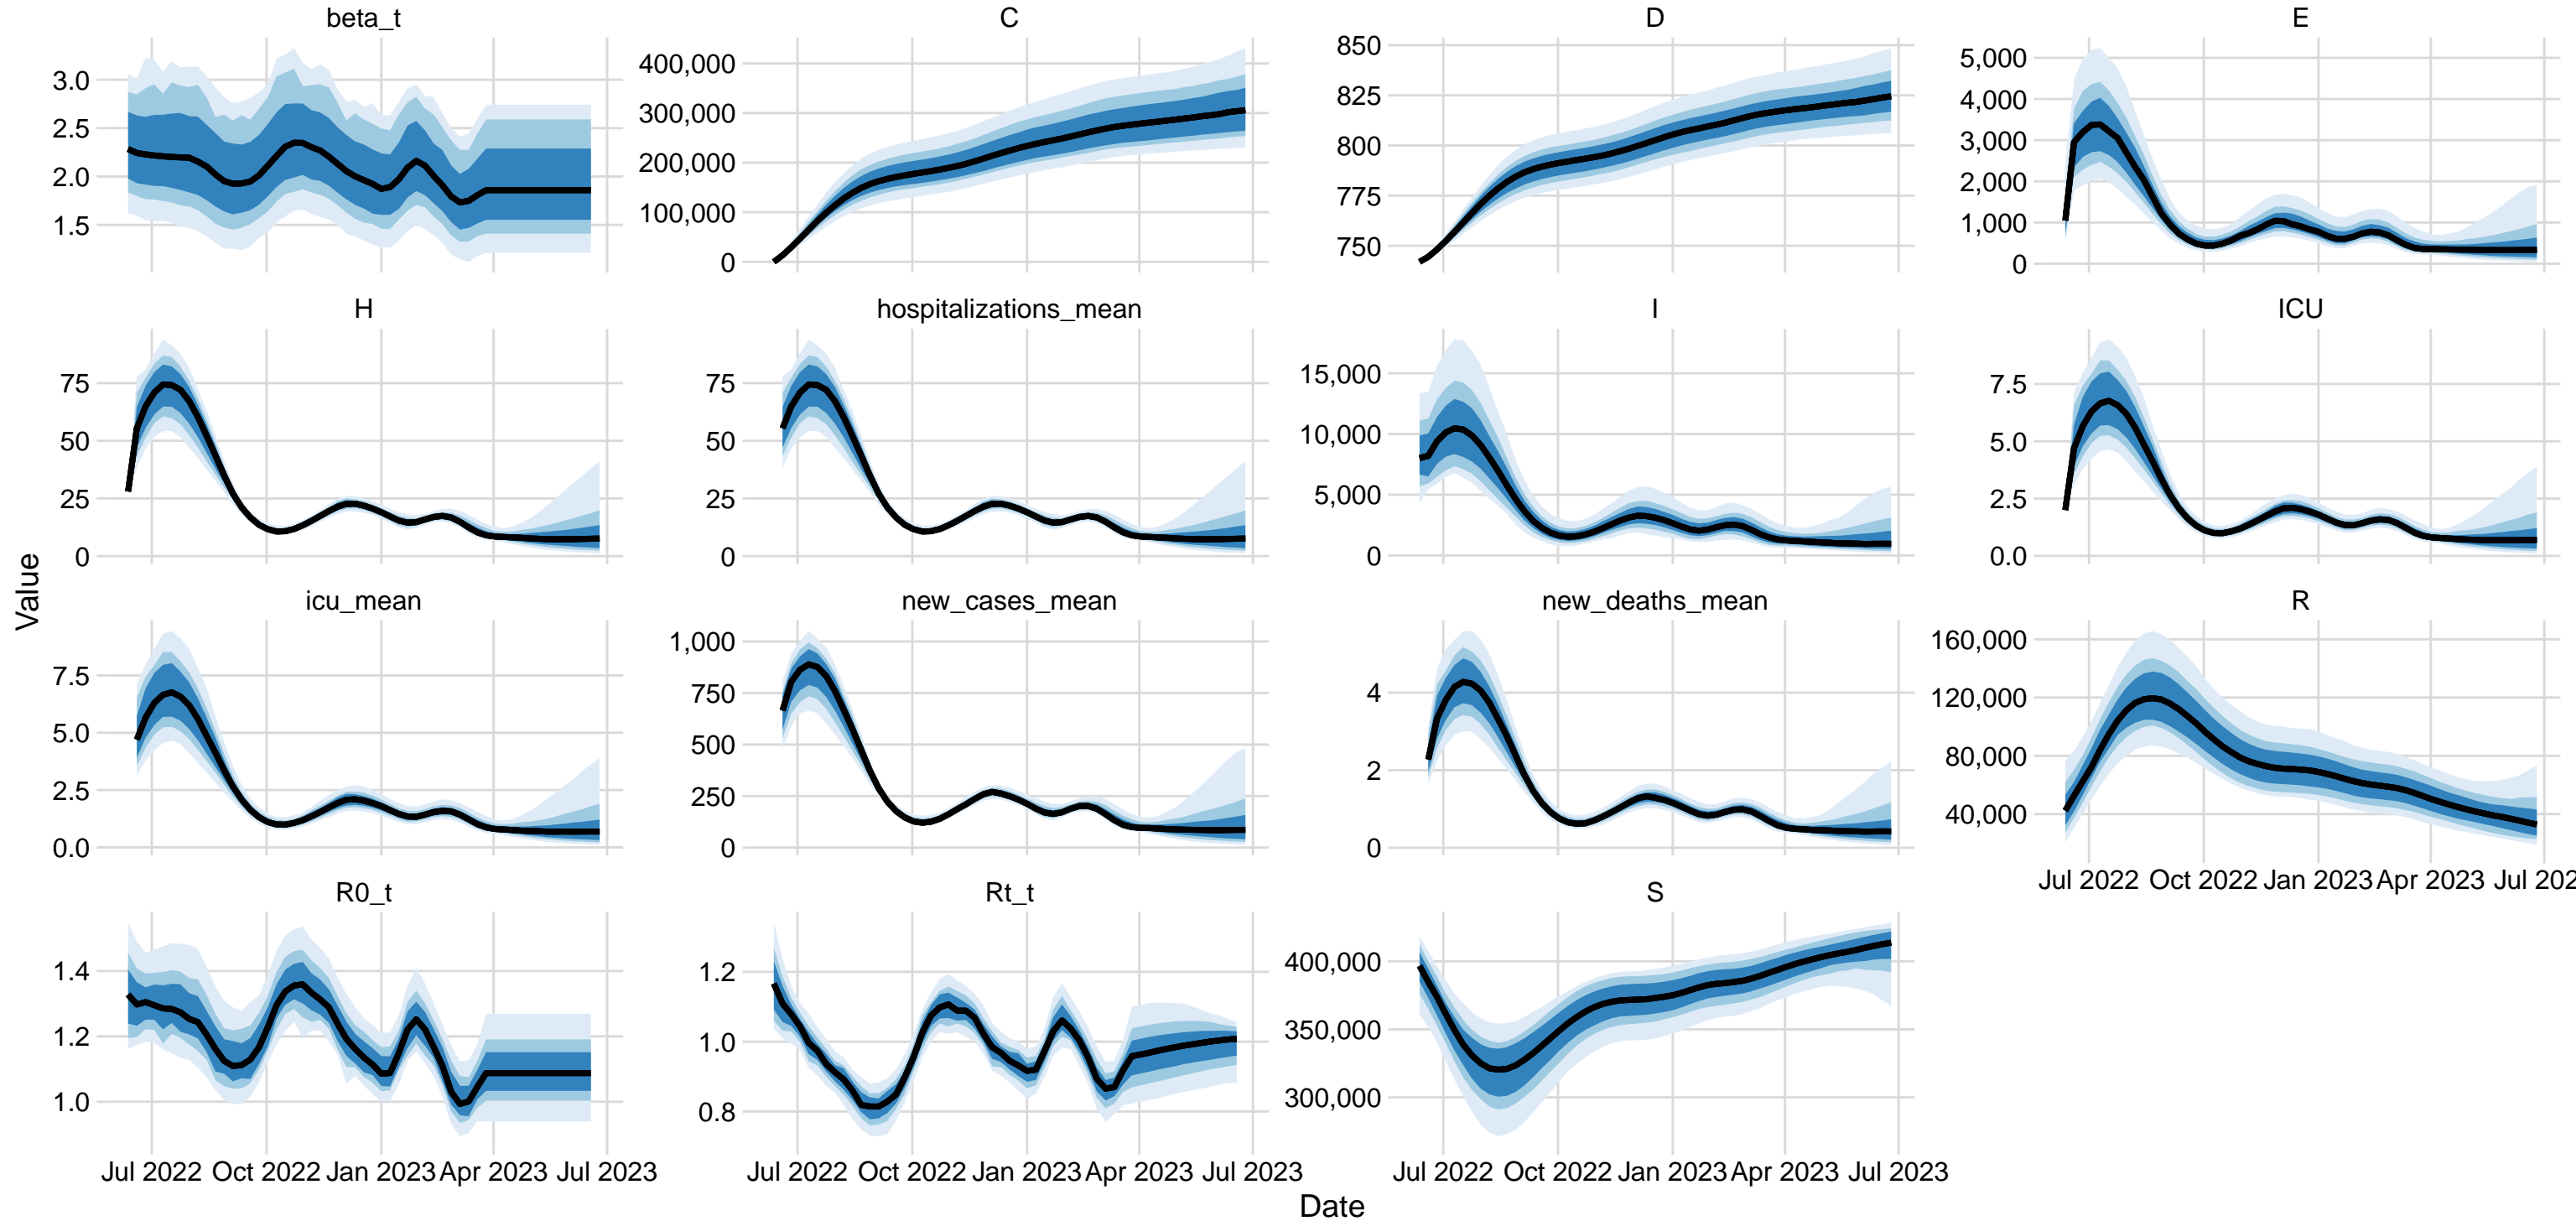 beta_t
C
D
E
3.0
2.5
2.0
1.5
400,000
300,000
200,000
100,000
0
850
825
800
775
750
5,000
4,000
3,000
2,000
1,000
0
H
hospitalizations_mean
I
ICU
75
50
25
0
75
50
25
0
15,000
10,000
5,000
0
7.5
5.0
2.5
0.0
Value
icu_mean
new_cases_mean
new_deaths_mean
R
7.5
5.0
2.5
0.0
1,000
750
500
250
0
4
2
0
160,000
120,000
80,000
40,000
Jul 2022 Oct 2022 Jan 2023 Apr 2023 Jul 202
R0_t
Rt_t
S
1.4
1.2
1.0
1.2
1.0
0.8
400,000
350,000
300,000
Jul 2022 Oct 2022 Jan 2023 Apr 2023 Jul 2023
Jul 2022 Oct 2022 Jan 2023 Apr 2023 Jul 2023
Jul 2022 Oct 2022 Jan 2023 Apr 2023 Jul 2023
Date